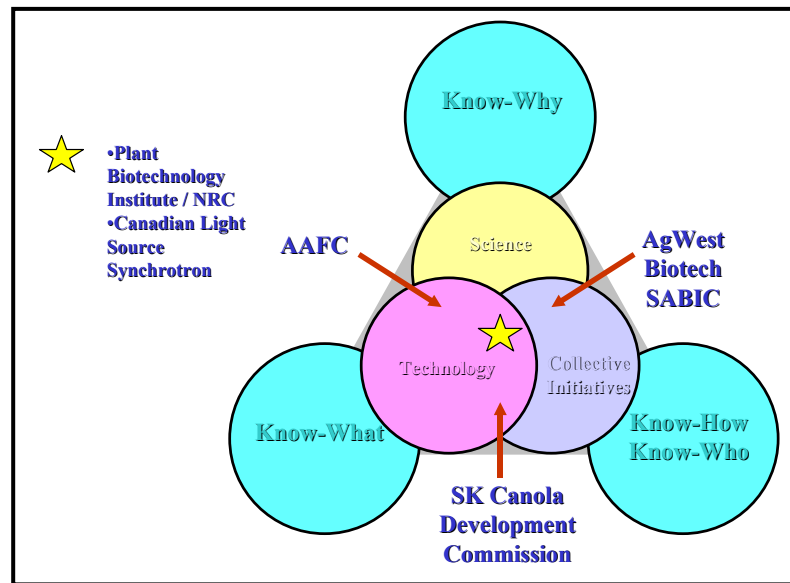 Know-Why
•Plant
Biotechnology
Institute / NRC
•Canadian Light
Source
Synchrotron
AAFC
Science
AgWest
Biotech
SABIC
Technology
Collective
Initiatives
Know-What
Know-How
Know-Who
SK Canola
Development
Commission